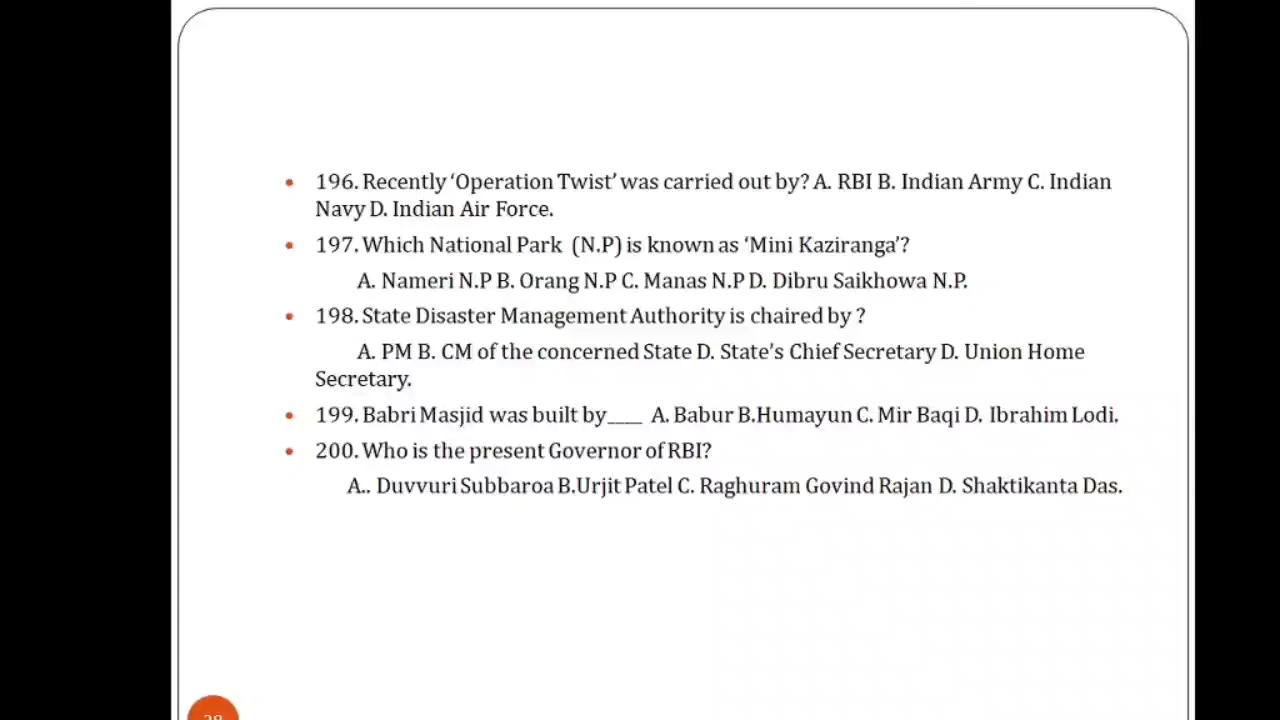 • 196. Recently ‘Operation Twist’ was carried out by? A. RBI B. Indian Army C. Indian
Navy D. Indian Air Force.
• 197. Which National Park (N.P) is known as ‘Mini Kaziranga’?
A. Nameri N.P B. Orang N.P C. Manas N.P D. Dibru Saikhowa N.P.
• 198. State Disaster Management Authority is chaired by ?
A. PM B. CM of the concerned State D. State’s Chief Secretary D. Union Home
Secretary.
• 199. Babri Masjid was built by____ A. Babur B.Humayun C. Mir Baqi D. Ibrahim Lodi.
• 200. Who is the present Governor of RBI?
A.. Duvvuri Subbaroa B.Urjit Patel C. Raghuram Govind Rajan D. Shaktikanta Das.